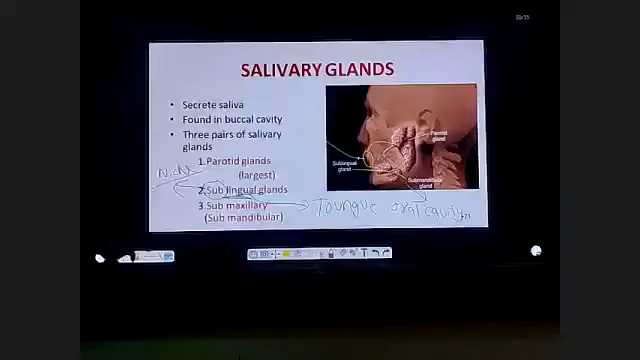 SALIVARY GLANDS
• Secrete saliva
• Found in buccal cavity
• Three pairs of salivary
glands
1.Parotid glands
(largest)
2.Sub lingual glands
3.Sub maxillary
(Sub mandibular)
Parotid
gland
Sublingual
gland
Submandibular
gland
Toungue oral cavity